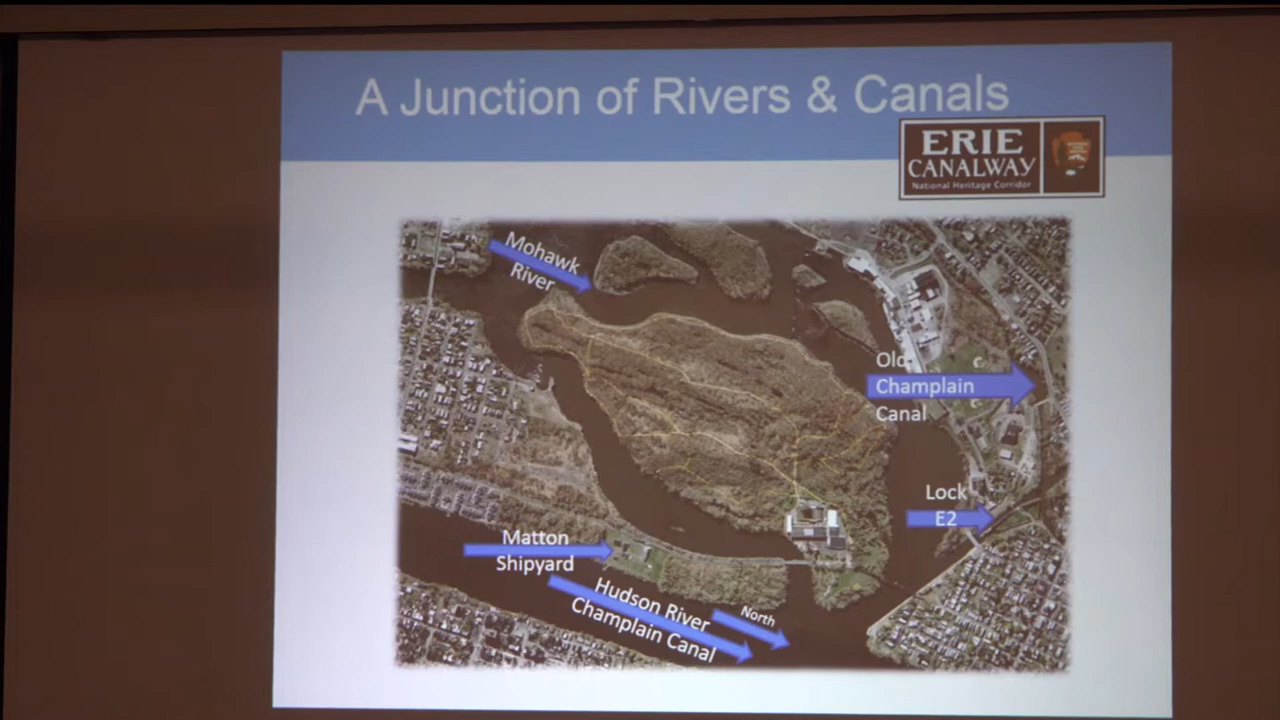 A Junction of Rivers & Canals
ERIE
CANALWAY
National Heritage Corridor
Mohawk
River
Old
Champlain
Canal
Lock
E2
Matton
Shipyard
Hudson River
Champlain Canal
North